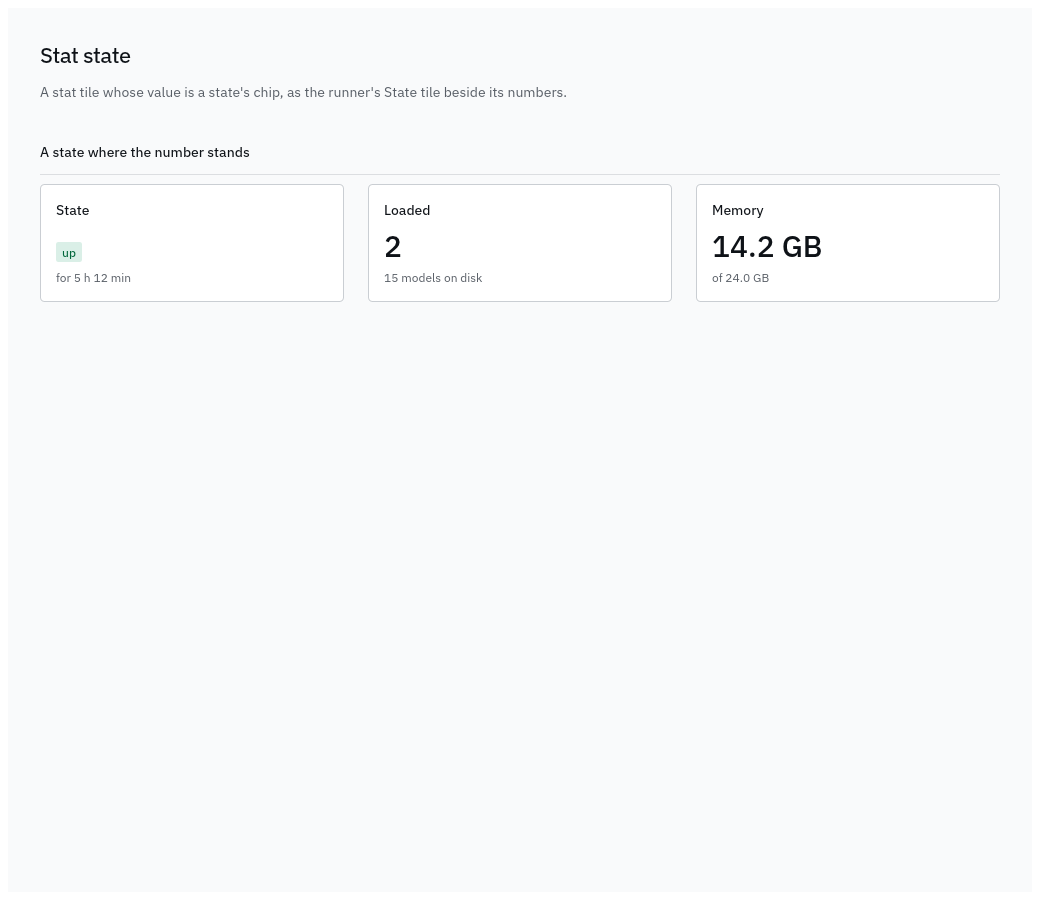 Stat state
A stat tile whose value is a state's chip, as the runner's State tile beside its numbers.
A state where the number stands
State
up
for 5 h 12 min
Loaded
2
15 models on disk
Memory
14.2 GB
of 24.0 GB